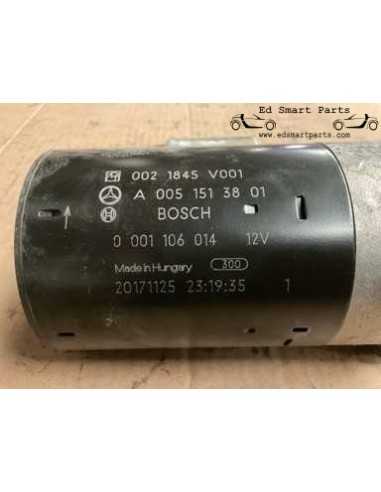 Ed Smart Parts
www.edsmartparts.com
002 1845 V001
A 005 151 38 01
BOSCH
0 001 106 014 12V
Made in Hungary 300
20171125 23:19:35 1